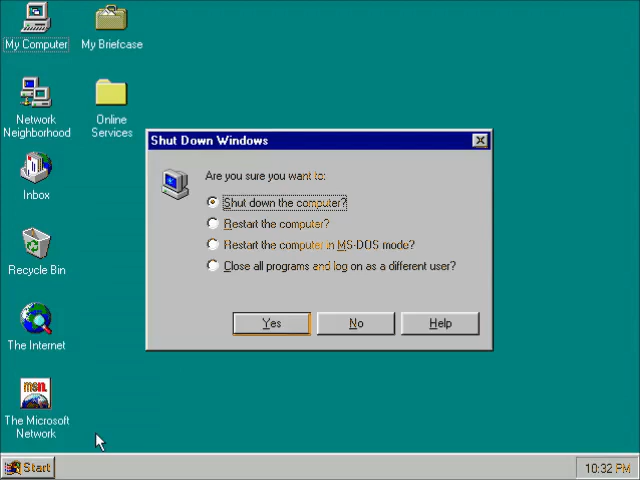 My Computer
My Briefcase
Network
Neighborhood
Online
Services
Inbox
Recycle Bin
The Internet
msn.
The Microsoft
Network
Shut Down Windows
Are you sure you want to:
Shut down the computer?
Restart the computer?
Restart the computer in MS-DOS mode?
Close all programs and log on as a different user?
Yes
No
Help
Start
10:32 PM